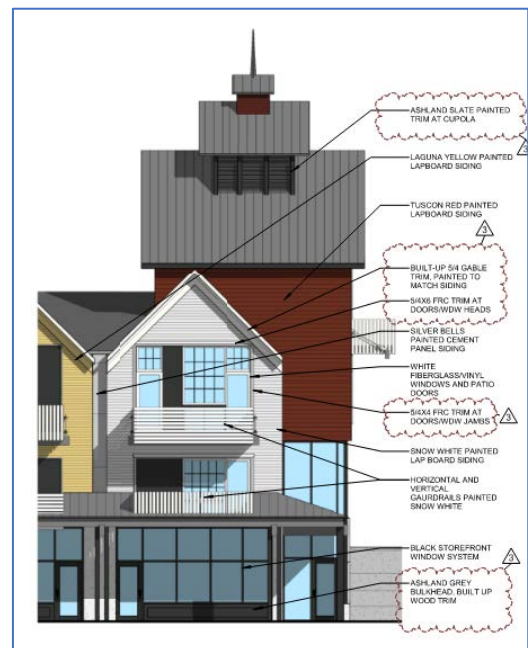 ASHLAND SLATE PAINTED
TRIM AT CUPOLA
3
LAGUNA YELLOW PAINTED
LAPBOARD SIDING
TUSCON RED PAINTED
LAPBOARD SIDING
3
BUILT-UP 5/4 GABLE
TRIM, PAINTED TO
MATCH SIDING
5/4X6 FRC TRIM AT
DOORS/WDW HEADS
SILVER BELLS
PAINTED CEMENT
PANEL SIDING
WHITE
FIBERGLASS/VINYL
WINDOWS AND PATIO
DOORS
5/4X4 FRC TRIM AT
DOORS/WDW JAMBS
3
SNOW WHITE PAINTED
LAP BOARD SIDING
HORIZONTAL AND
VERTICAL
GAURDRAILS PAINTED
SNOW WHITE
BLACK STOREFRONT
WINDOW SYSTEM
3
ASHLAND GREY
BULKHEAD, BUILT UP
WOOD TRIM